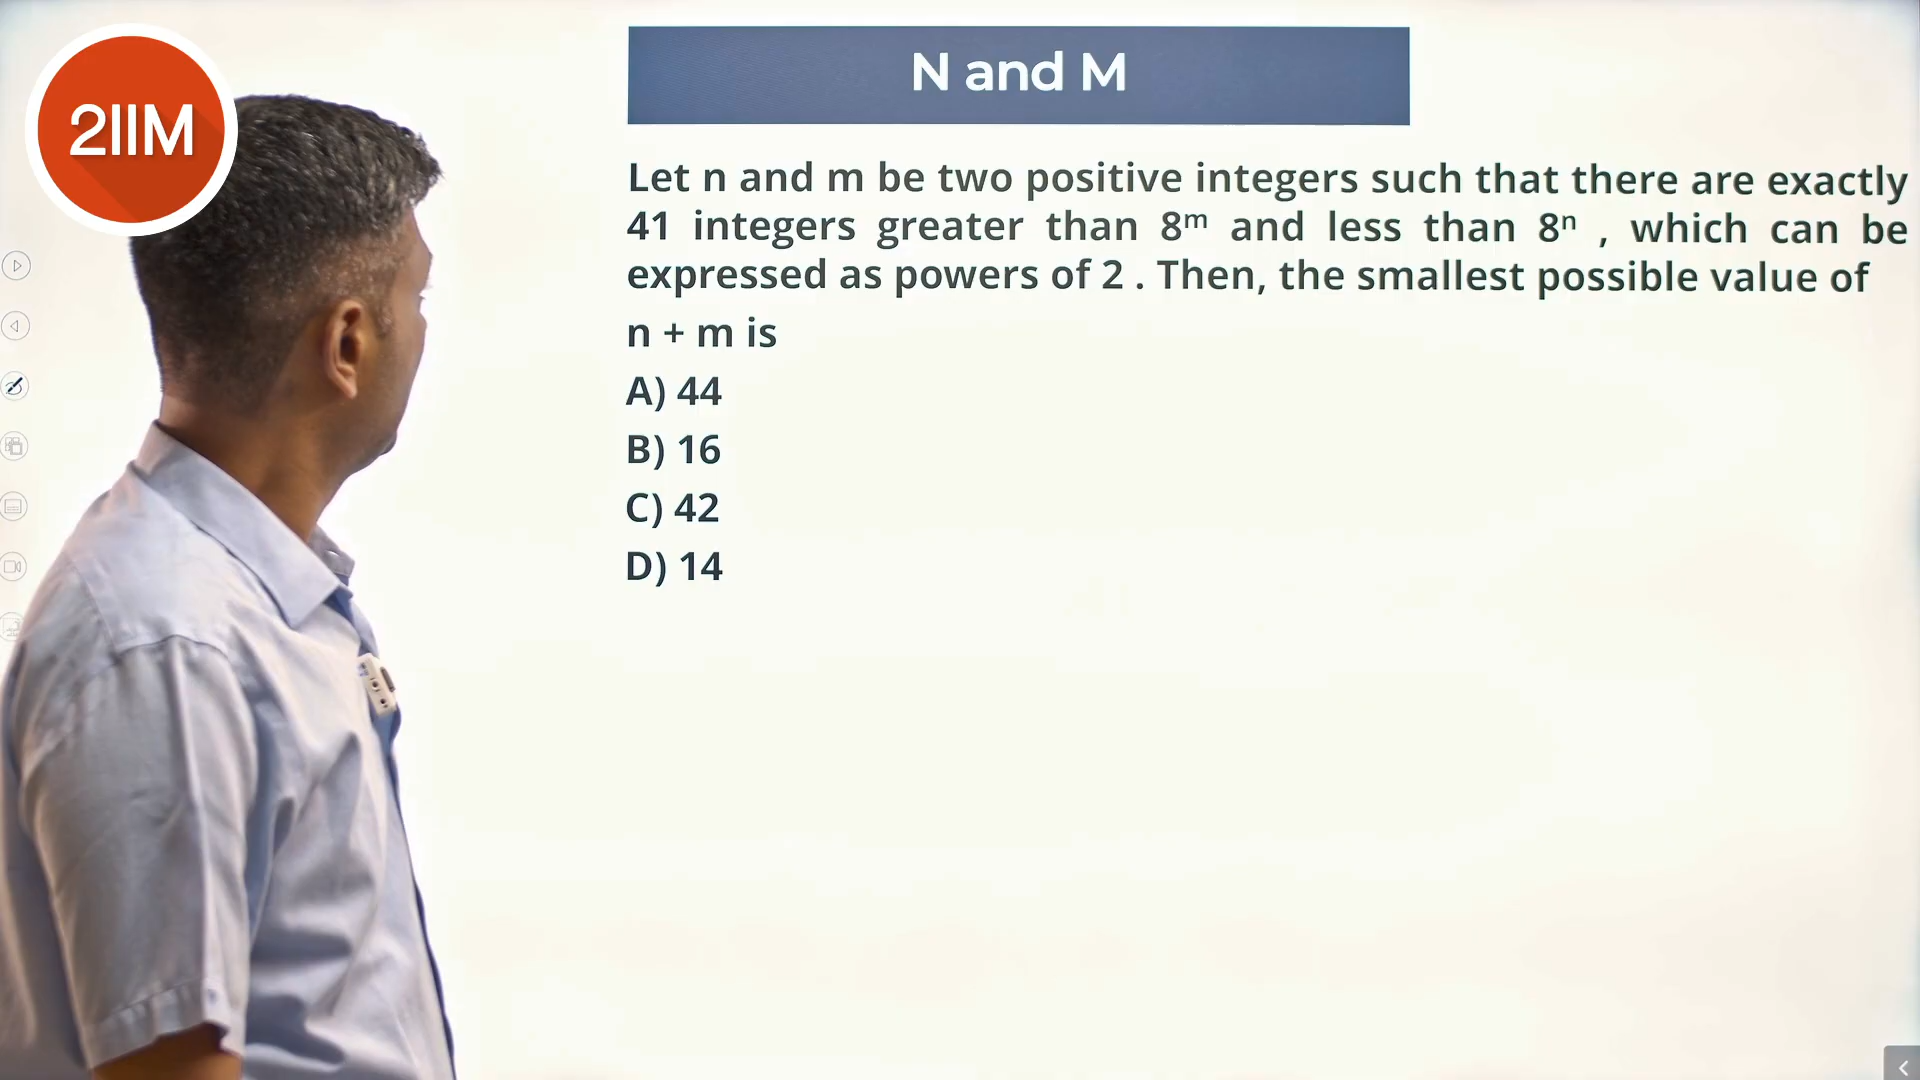 2IIM
N and M
Let n and m be two positive integers such that there are exactly
41 integers greater than 8ᵐ and less than 8ⁿ , which can be
expressed as powers of 2 . Then, the smallest possible value of
n + m is
A) 44
B) 16
C) 42
D) 14